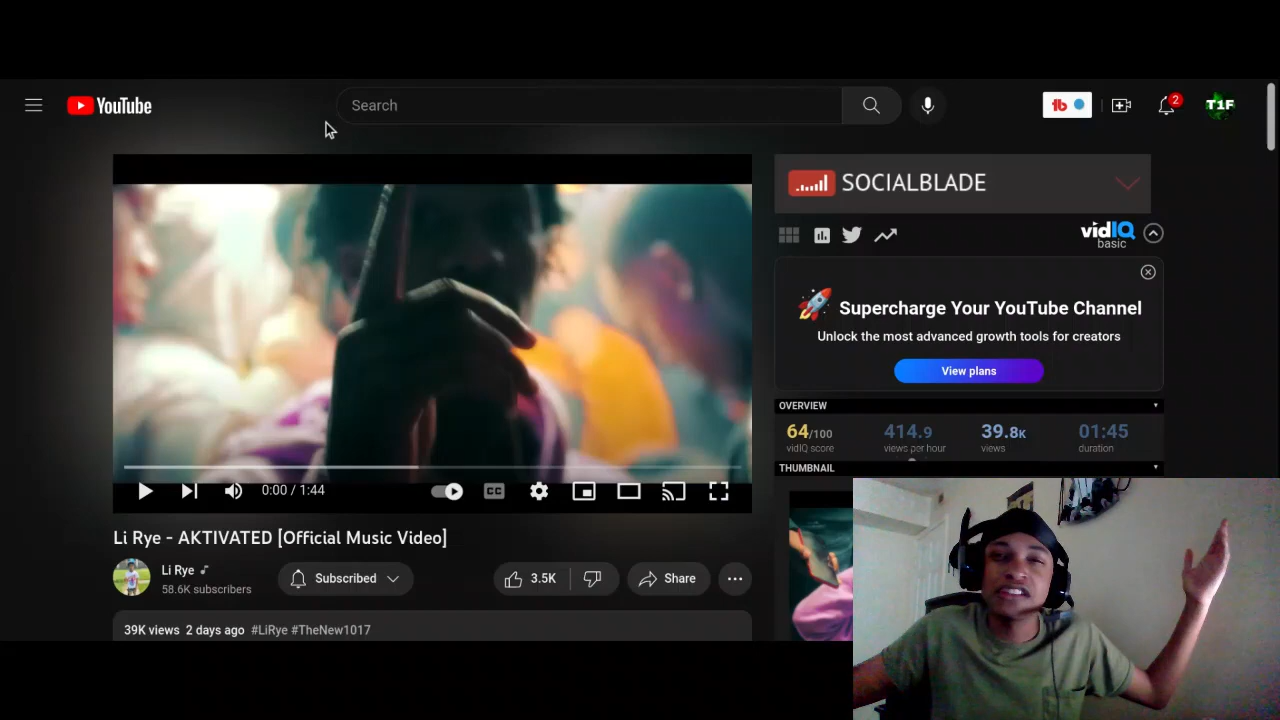 YouTube
Search
tb
2
T1F
SOCIALBLADE
vidIQ
basic
Supercharge Your YouTube Channel
Unlock the most advanced growth tools for creators
View plans
OVERVIEW
64/100
vidIQ score
414.9
views per hour
39.8K
views
01:45
duration
THUMBNAIL
0:00 / 1:44
CC
Li Rye - AKTIVATED [Official Music Video]
Li Rye
58.6K subscribers
Subscribed
3.5K
Share
39K views 2 days ago #LiRye #TheNew1017